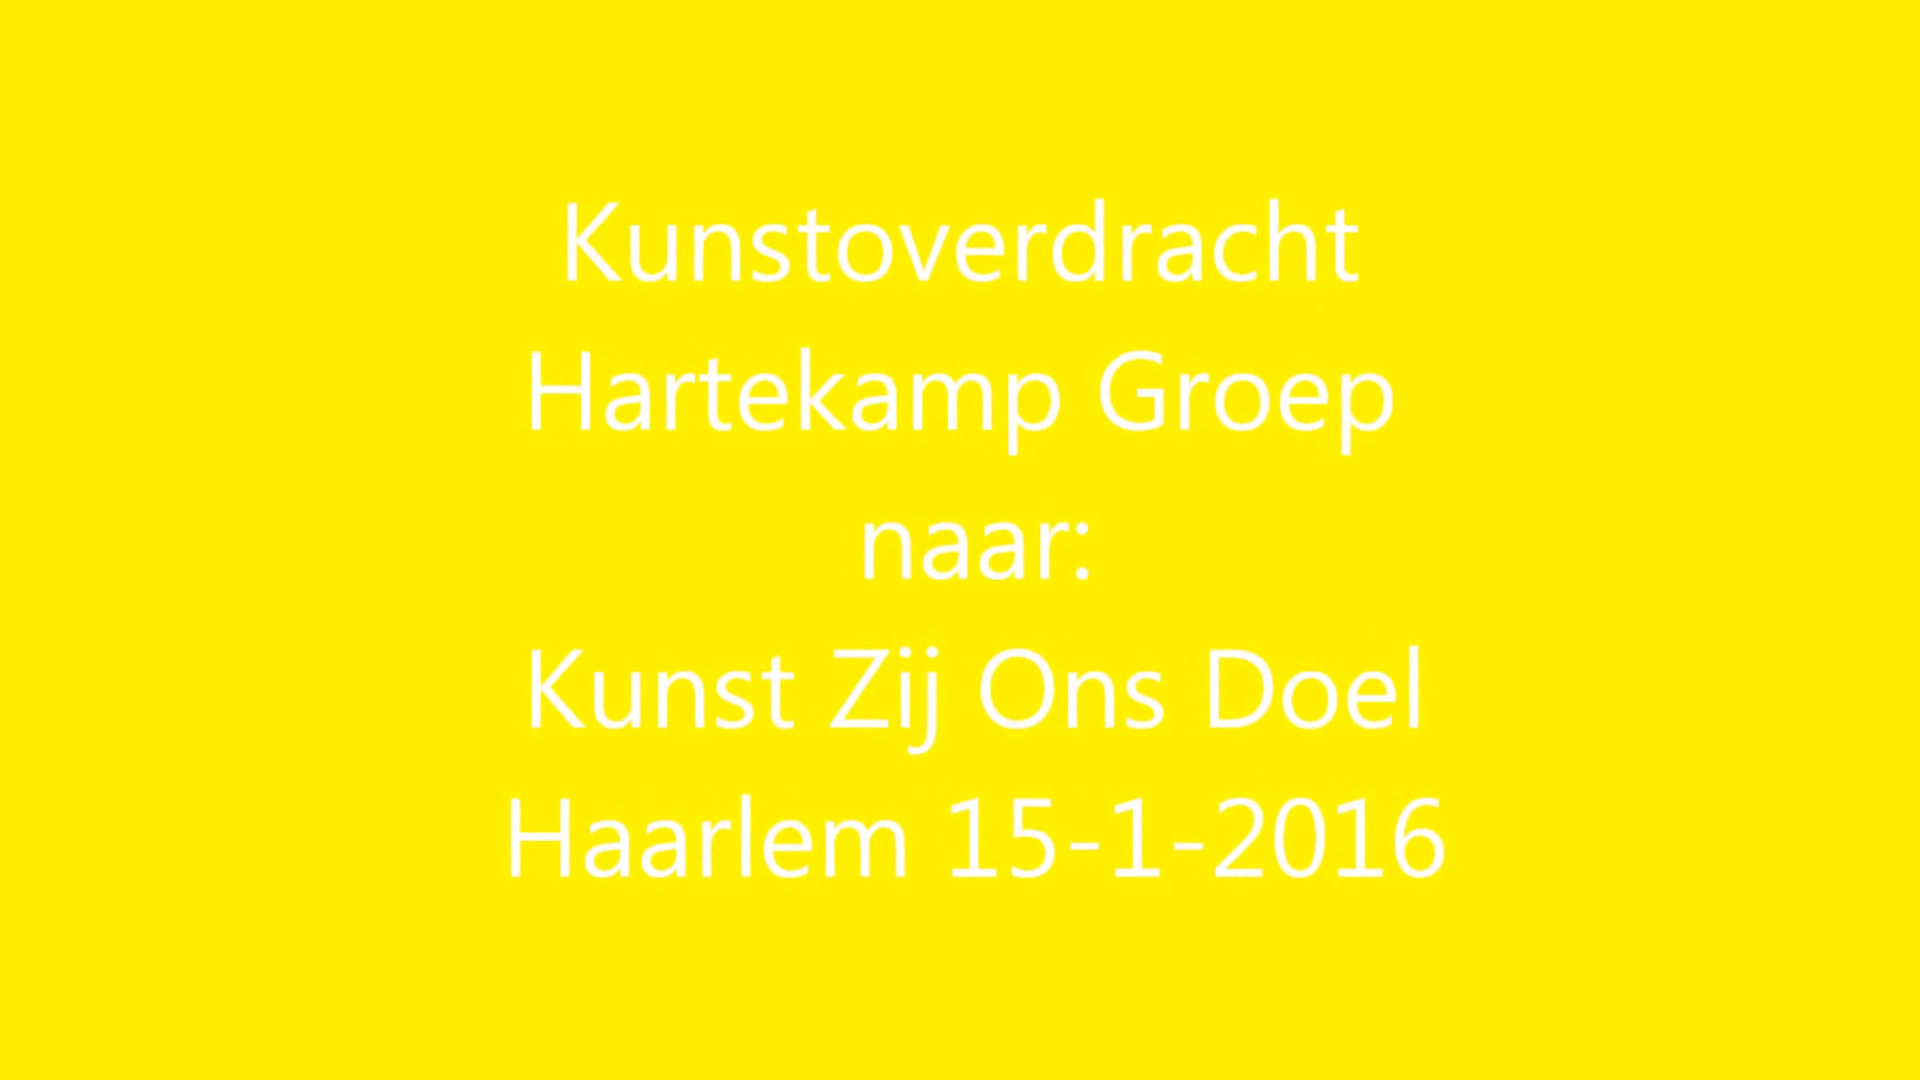 Kunstoverdracht
Hartekamp Groep
naar:
Kunst Zij Ons Doel
Haarlem 15-1-2016